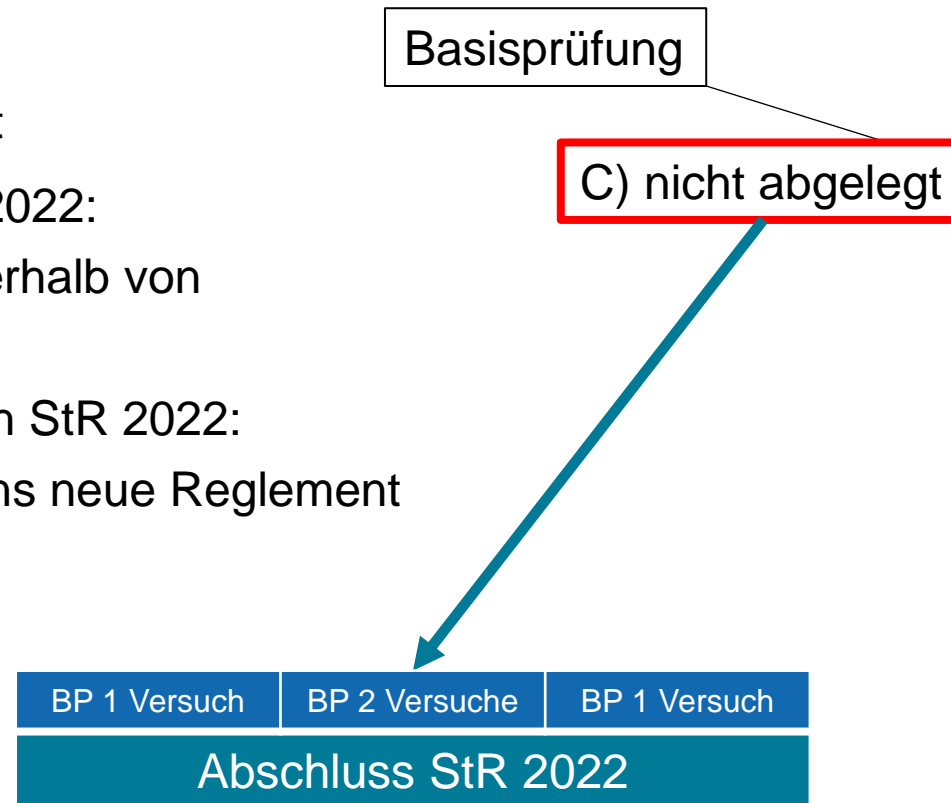 Basisprüfung
C) nicht abgelegt
2022:
erhalb von
StR 2022:
neue Reglement
BP 1 Versuch BP 2 Versuche BP 1 Versuch
Abschluss StR 2022